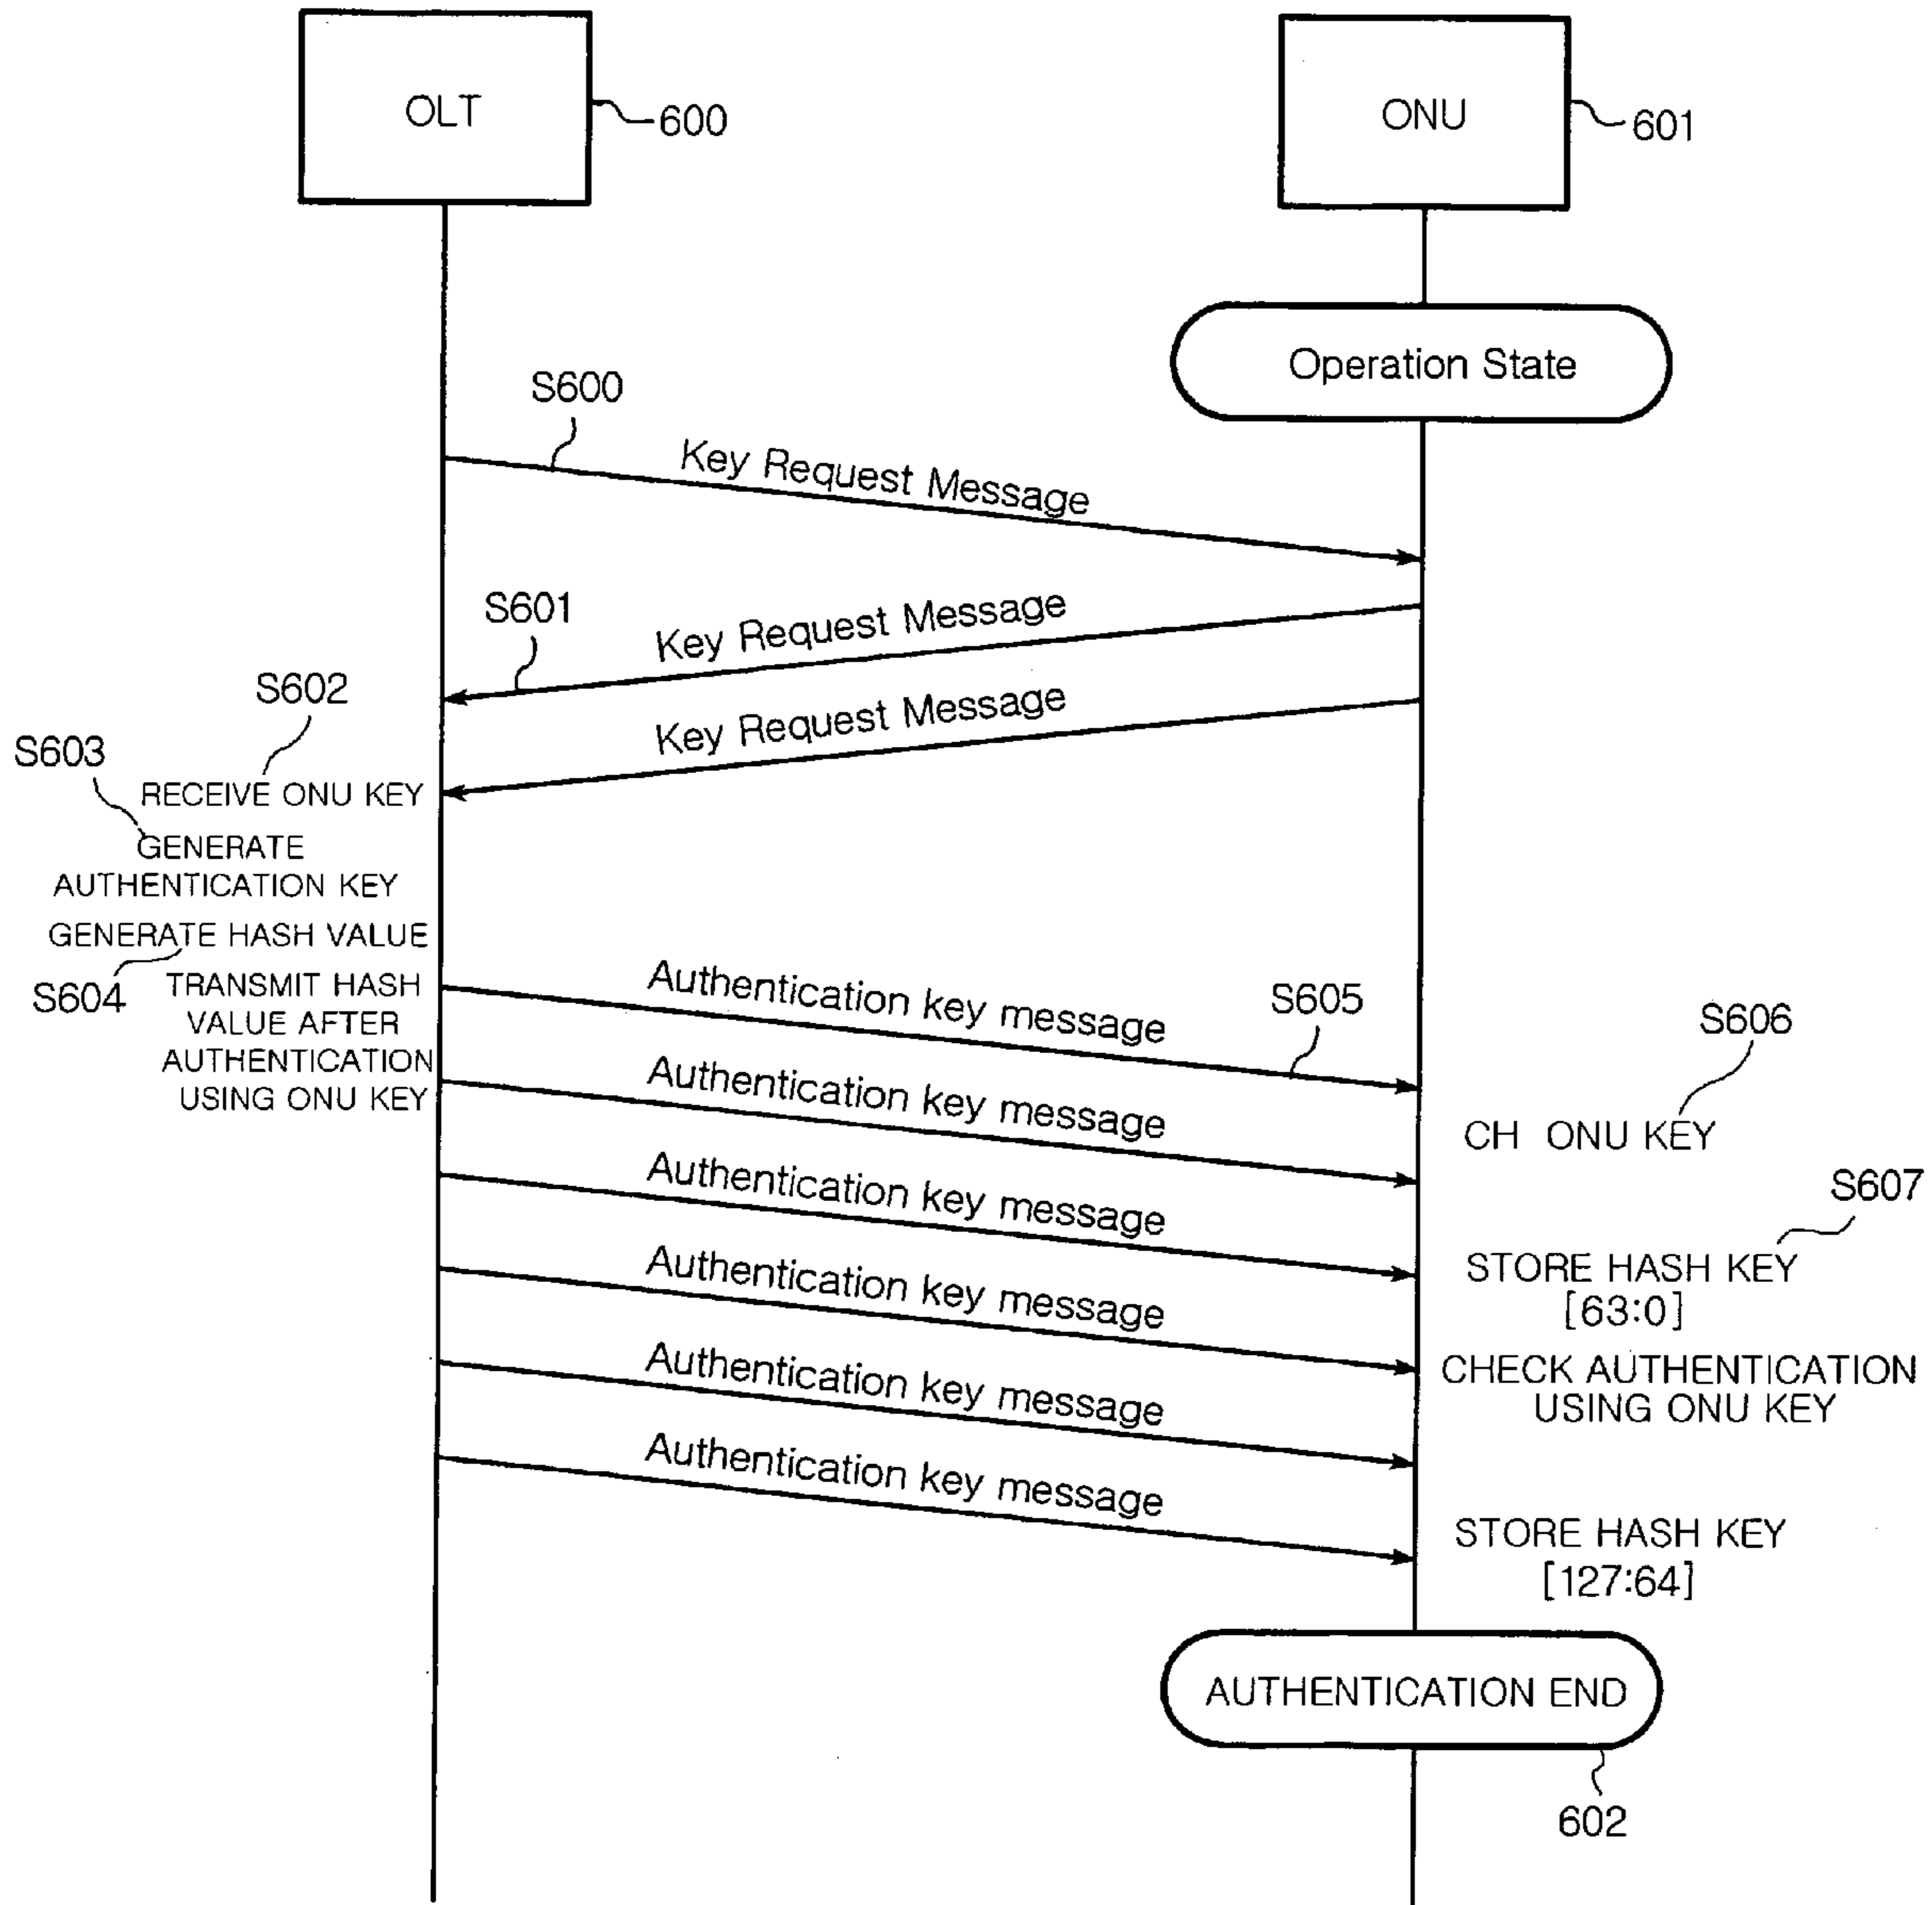 OLT
600
ONU
601
Operation State
S600
Key Request Message
S601
Key Request Message
S602
Key Request Message
S603
RECEIVE ONU KEY
GENERATE
AUTHENTICATION KEY
GENERATE HASH VALUE
S604
TRANSMIT HASH
VALUE AFTER
AUTHENTICATION
USING ONU KEY
Authentication key message
S605
S606
Authentication key message
CH ONU KEY
Authentication key message
S607
STORE HASH KEY
[63:0]
Authentication key message
CHECK AUTHENTICATION
USING ONU KEY
Authentication key message
Authentication key message
STORE HASH KEY
[127:64]
AUTHENTICATION END
602